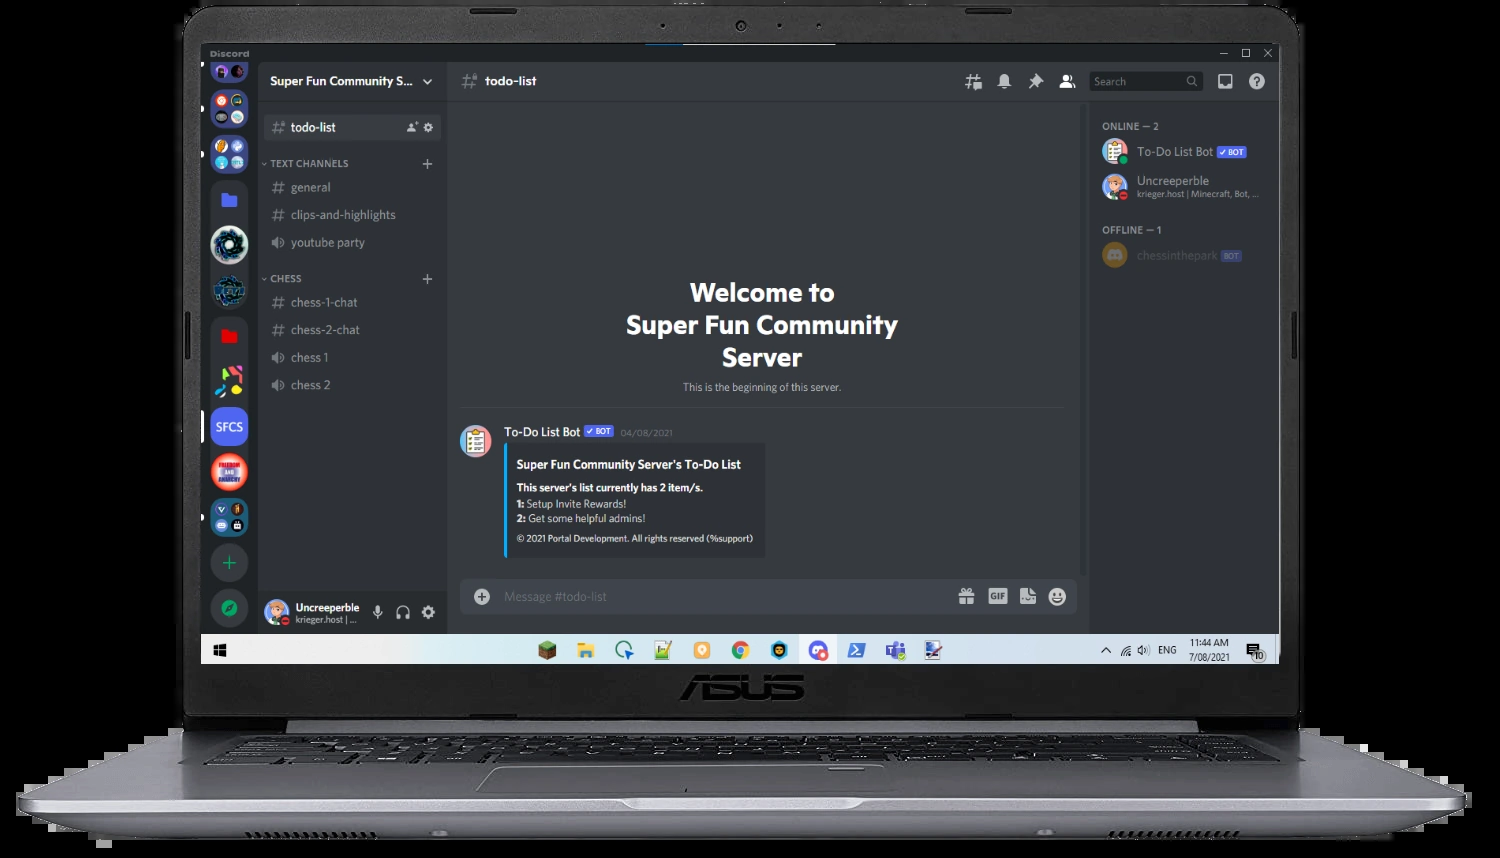 Discord
Super Fun Community S...
todo-list
Search
todo-list
TEXT CHANNELS
general
clips-and-highlights
youtube party
CHESS
chess-1-chat
chess-2-chat
chess 1
chess 2
SFCS
FREEDOM
AND
ANARCHY
Uncreeperble
krieger.host | ...
Welcome to
Super Fun Community
Server
This is the beginning of this server.
To-Do List Bot ✓ BOT 04/08/2021
Super Fun Community Server's To-Do List
This server's list currently has 2 item/s.
1: Setup Invite Rewards!
2: Get some helpful admins!
© 2021 Portal Development. All rights reserved (%support)
Message #todo-list
GIF
ONLINE — 2
To-Do List Bot ✓ BOT
Uncreeperble
krieger.host | Minecraft, Bot, ...
OFFLINE — 1
chessinthepark BOT
ENG
11:44 AM
7/08/2021
10
ASUS